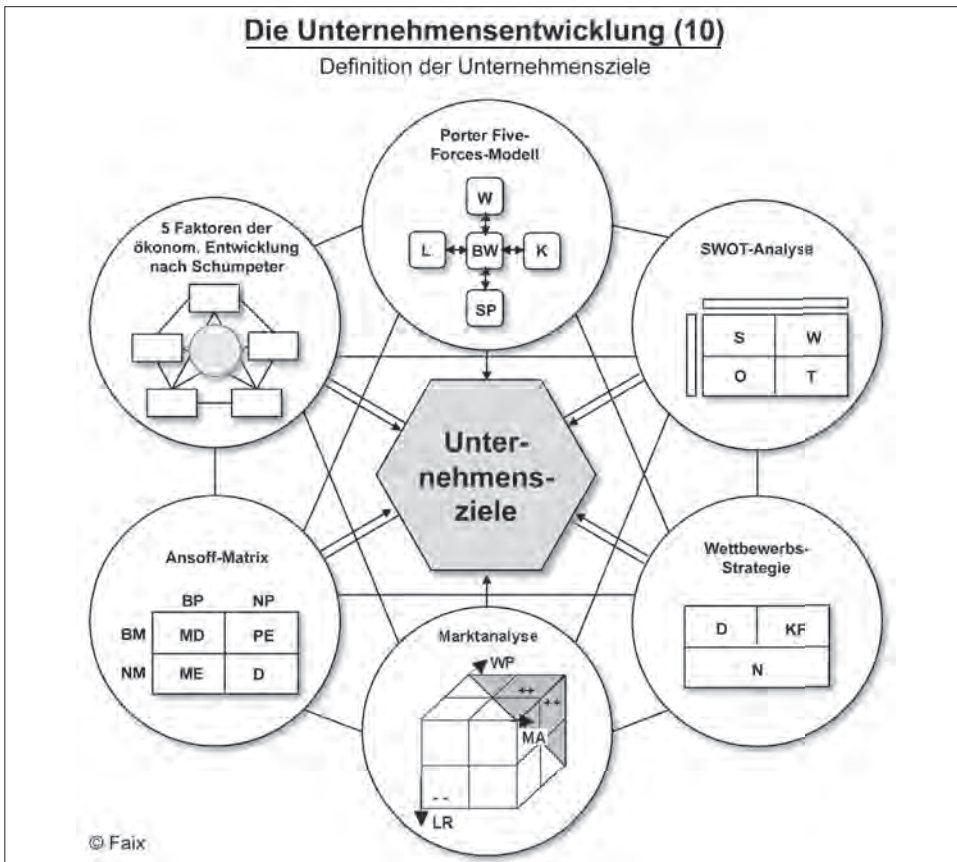 Die Unternehmensentwicklung (10)
Definition der Unternehmensziele
Porter Five-
Forces-Modell
W
L BW K
SP
5 Faktoren der
ökonom. Entwicklung
nach Schumpeter
SWOT-Analyse
S W
O T
Unter-
nehmens-
ziele
Ansoff-Matrix
BP NP
BM MD PE
NM ME D
Marktanalyse
WP
++
++
MA
- -
LR
Wettbewerbs-
Strategie
D KF
N
© Faix